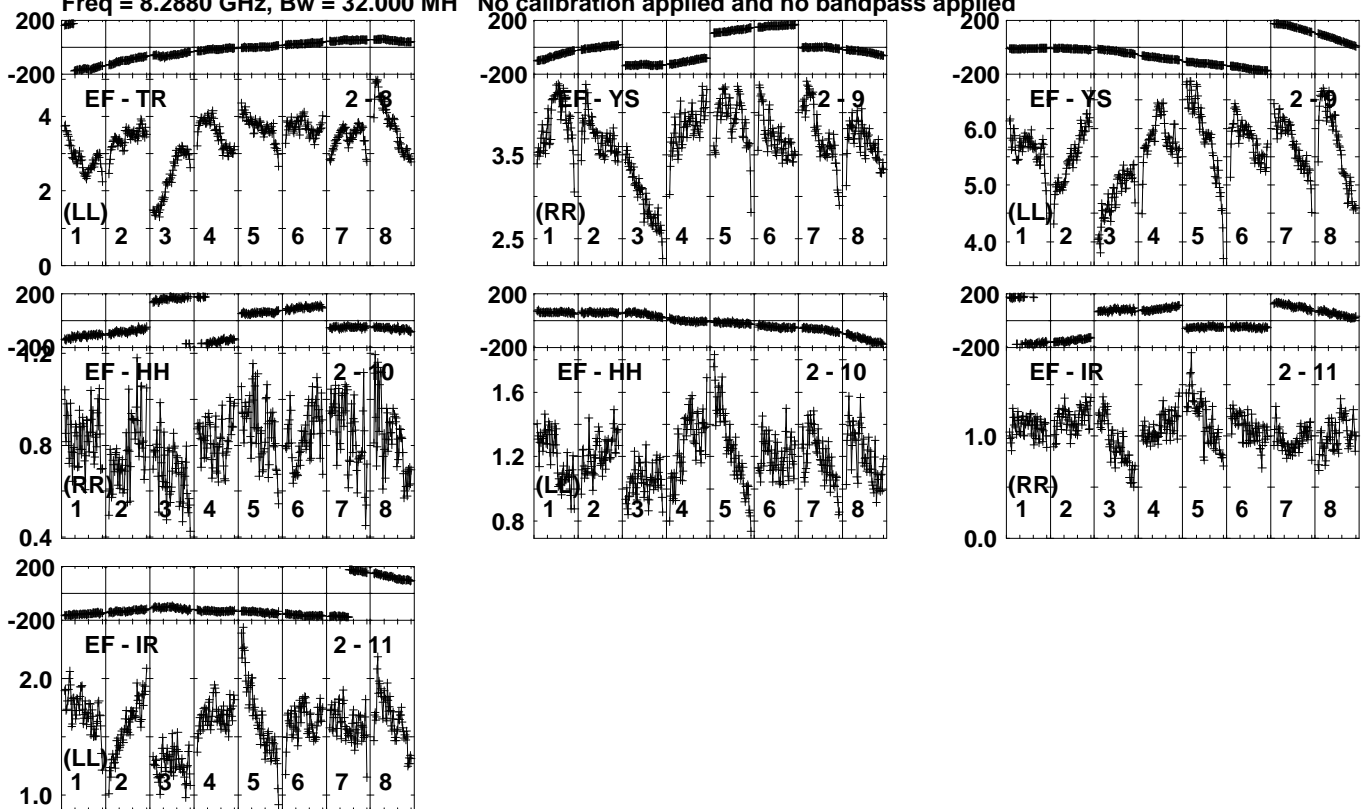 Freq = 8.2880 GHz, Bw = 32.000 MH No calibration applied and no bandpass applied
200
-200
EF - TR 2 - 8
4
2
0
(LL)
1 2 3 4 5 6 7 8
EF - YS 2 - 9
3.5
2.5
(RR)
1 2 3 4 5 6 7 8
200
-200
EF - YS 2 - 9
6.0
5.0
4.0
(LL)
1 2 3 4 5 6 7 8
200
-200
1.2
EF - HH 2 - 10
0.8
0.4
(RR)
1 2 3 4 5 6 7 8
EF - HH 2 - 10
1.6
1.2
0.8
(LL)
1 2 3 4 5 6 7 8
200
-200
EF - IR 2 - 11
1.0
0.0
(RR)
1 2 3 4 5 6 7 8
200
-200
EF - IR 2 - 11
2.0
1.0
(LL)
1 2 3 4 5 6 7 8